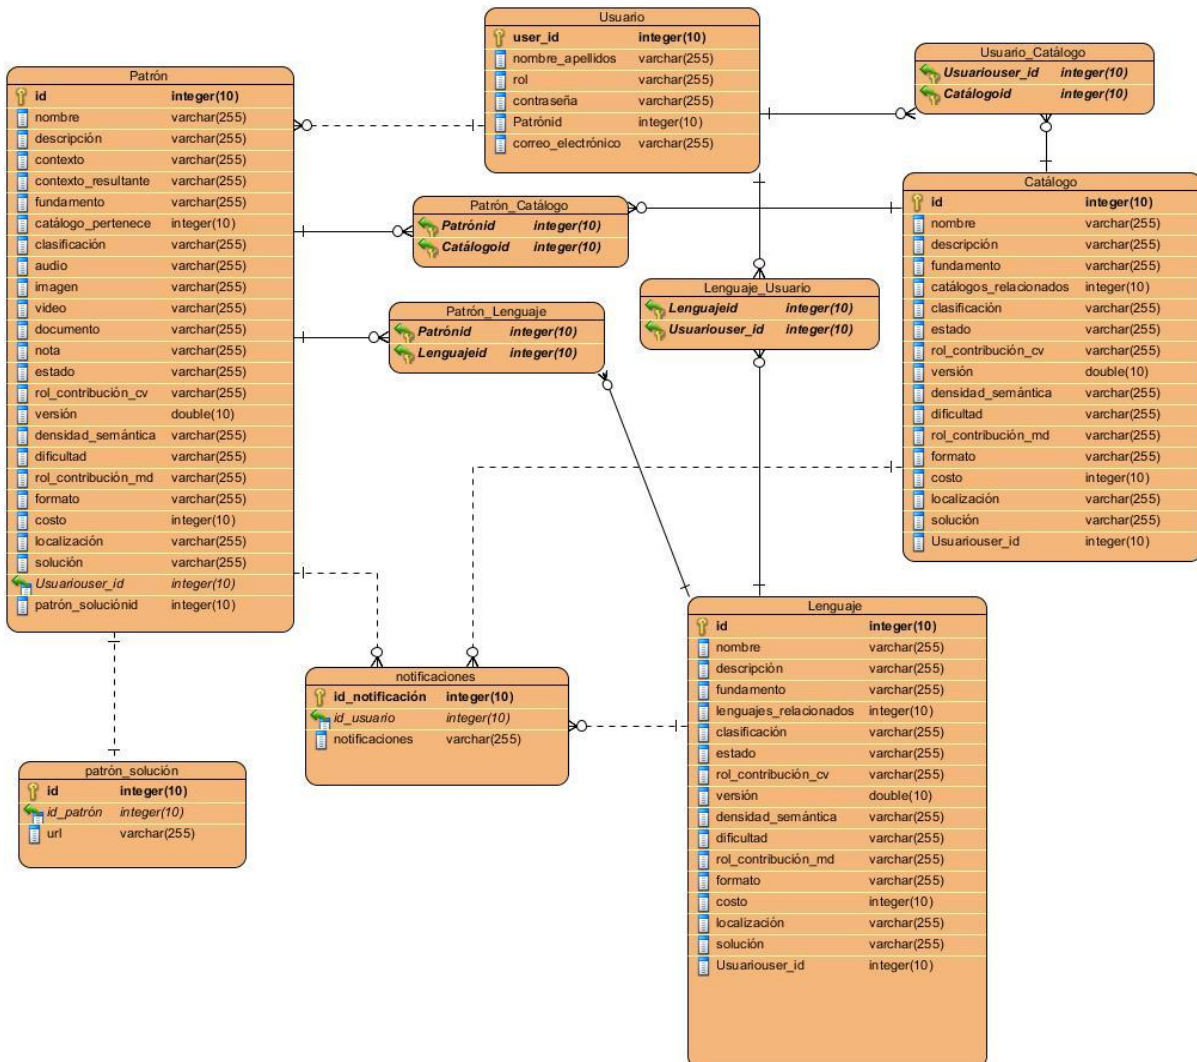 Usuario
user_id integer(10)
nombre_apellidos varchar(255)
rol varchar(255)
contraseña varchar(255)
Patrónid integer(10)
correo_electrónico varchar(255)
Usuario_Catálogo
Usuariouser_id integer(10)
Catálogoid integer(10)
Patrón
id integer(10)
nombre varchar(255)
descripción varchar(255)
contexto varchar(255)
contexto_resultante varchar(255)
fundamento varchar(255)
catálogo_pertenece integer(10)
clasificación varchar(255)
audio varchar(255)
imagen varchar(255)
video varchar(255)
documento varchar(255)
nota varchar(255)
estado varchar(255)
rol_contribución_cv varchar(255)
versión double(10)
densidad_semántica varchar(255)
dificultad varchar(255)
rol_contribución_md varchar(255)
formato varchar(255)
costo integer(10)
localización varchar(255)
solución varchar(255)
Usuariouser_id integer(10)
patrón_soluciónid integer(10)
Patrón_Catálogo
Patrónid integer(10)
Catálogoid integer(10)
Catálogo
id integer(10)
nombre varchar(255)
descripción varchar(255)
fundamento varchar(255)
catálogos_relacionados integer(10)
clasificación varchar(255)
estado varchar(255)
rol_contribución_cv varchar(255)
versión double(10)
densidad_semántica varchar(255)
dificultad varchar(255)
rol_contribución_md varchar(255)
formato varchar(255)
costo integer(10)
localización varchar(255)
solución varchar(255)
Usuariouser_id integer(10)
Lenguaje_Usuario
Lenguajeid integer(10)
Usuariouser_id integer(10)
Patrón_Lenguaje
Patrónid integer(10)
Lenguajeid integer(10)
Lenguaje
id integer(10)
nombre varchar(255)
descripción varchar(255)
fundamento varchar(255)
lenguajes_relacionados integer(10)
clasificación varchar(255)
estado varchar(255)
rol_contribución_cv varchar(255)
versión double(10)
densidad_semántica varchar(255)
dificultad varchar(255)
rol_contribución_md varchar(255)
formato varchar(255)
costo integer(10)
localización varchar(255)
solución varchar(255)
Usuariouser_id integer(10)
notificaciones
id_notificación integer(10)
id_usuario integer(10)
notificaciones varchar(255)
patrón_solución
id integer(10)
id_patrón integer(10)
url varchar(255)